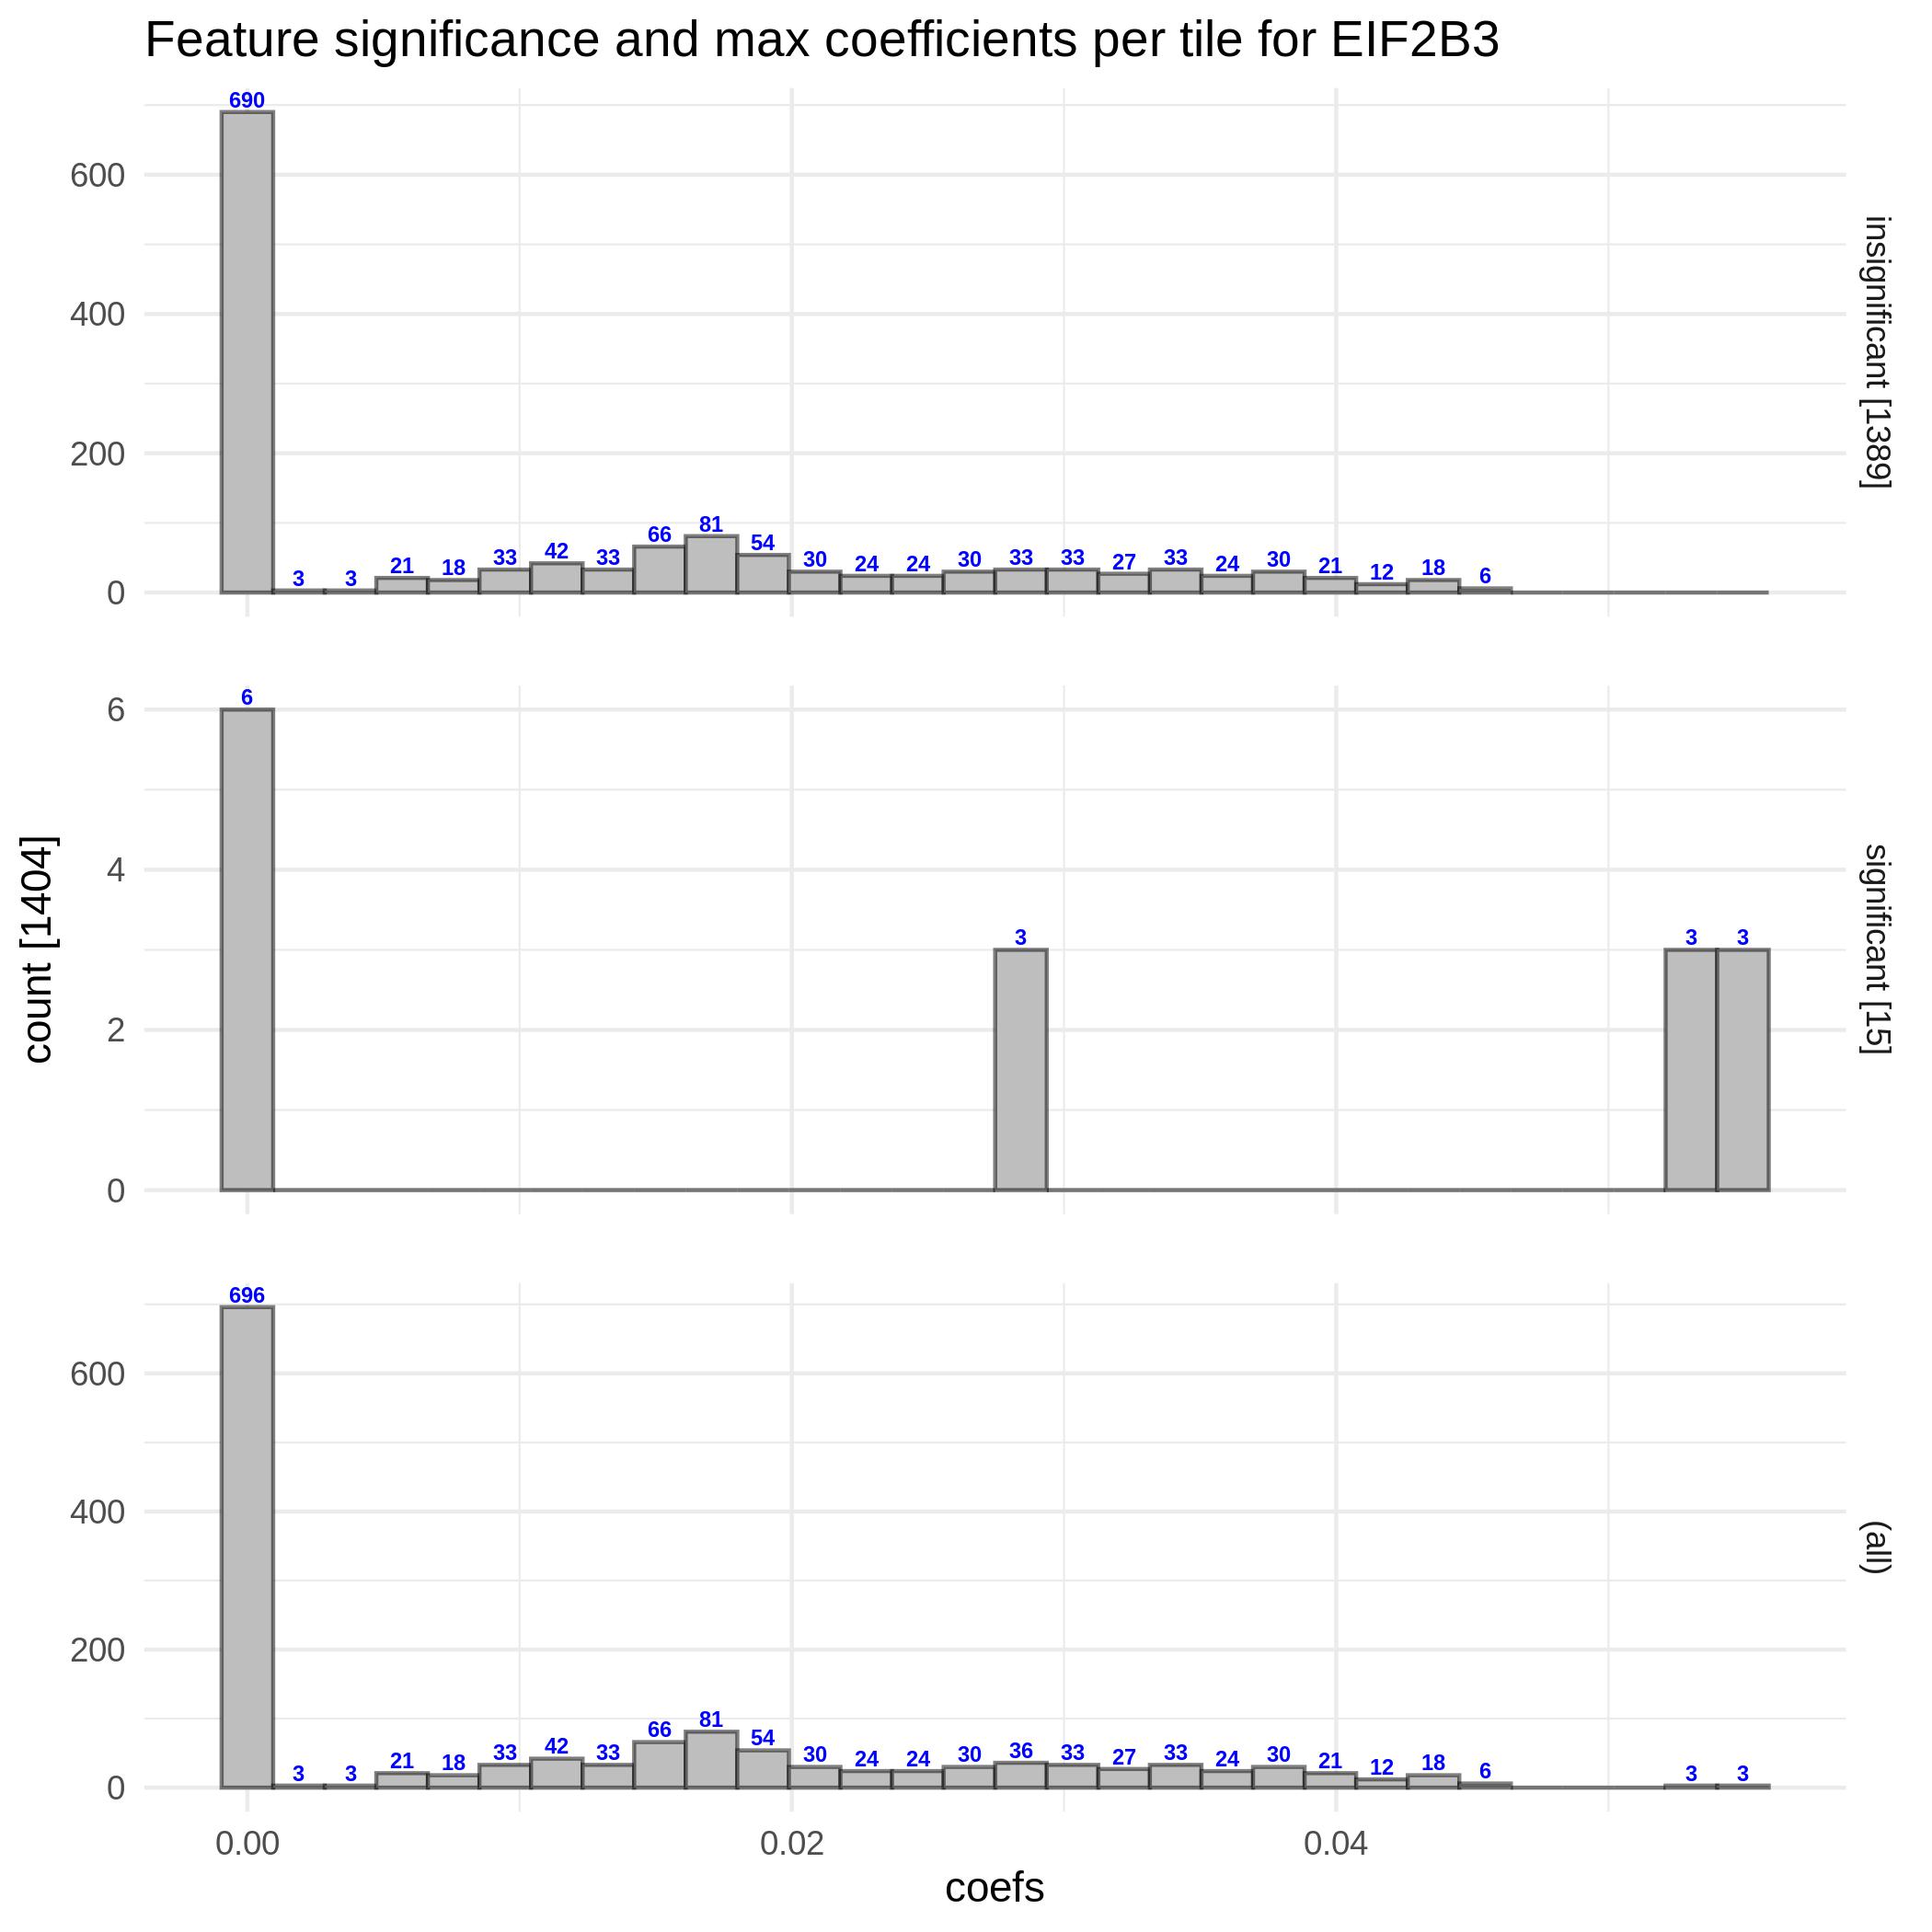 Feature significance and max coefficients per tile for EIF2B3
690
600
400
200
0
3 3 21 18 33 42 33 66 81 54 30 24 24 30 33 33 27 33 24 30 21 12 18 6
insignificant [1389]
6
6
4
2
0
3
3 3
significant [15]
count [1404]
696
600
400
200
0
3 3 21 18 33 42 33 66 81 54 30 24 24 30 36 33 27 33 24 30 21 12 18 6 3 3
(all)
0.00 0.02 0.04
coefs